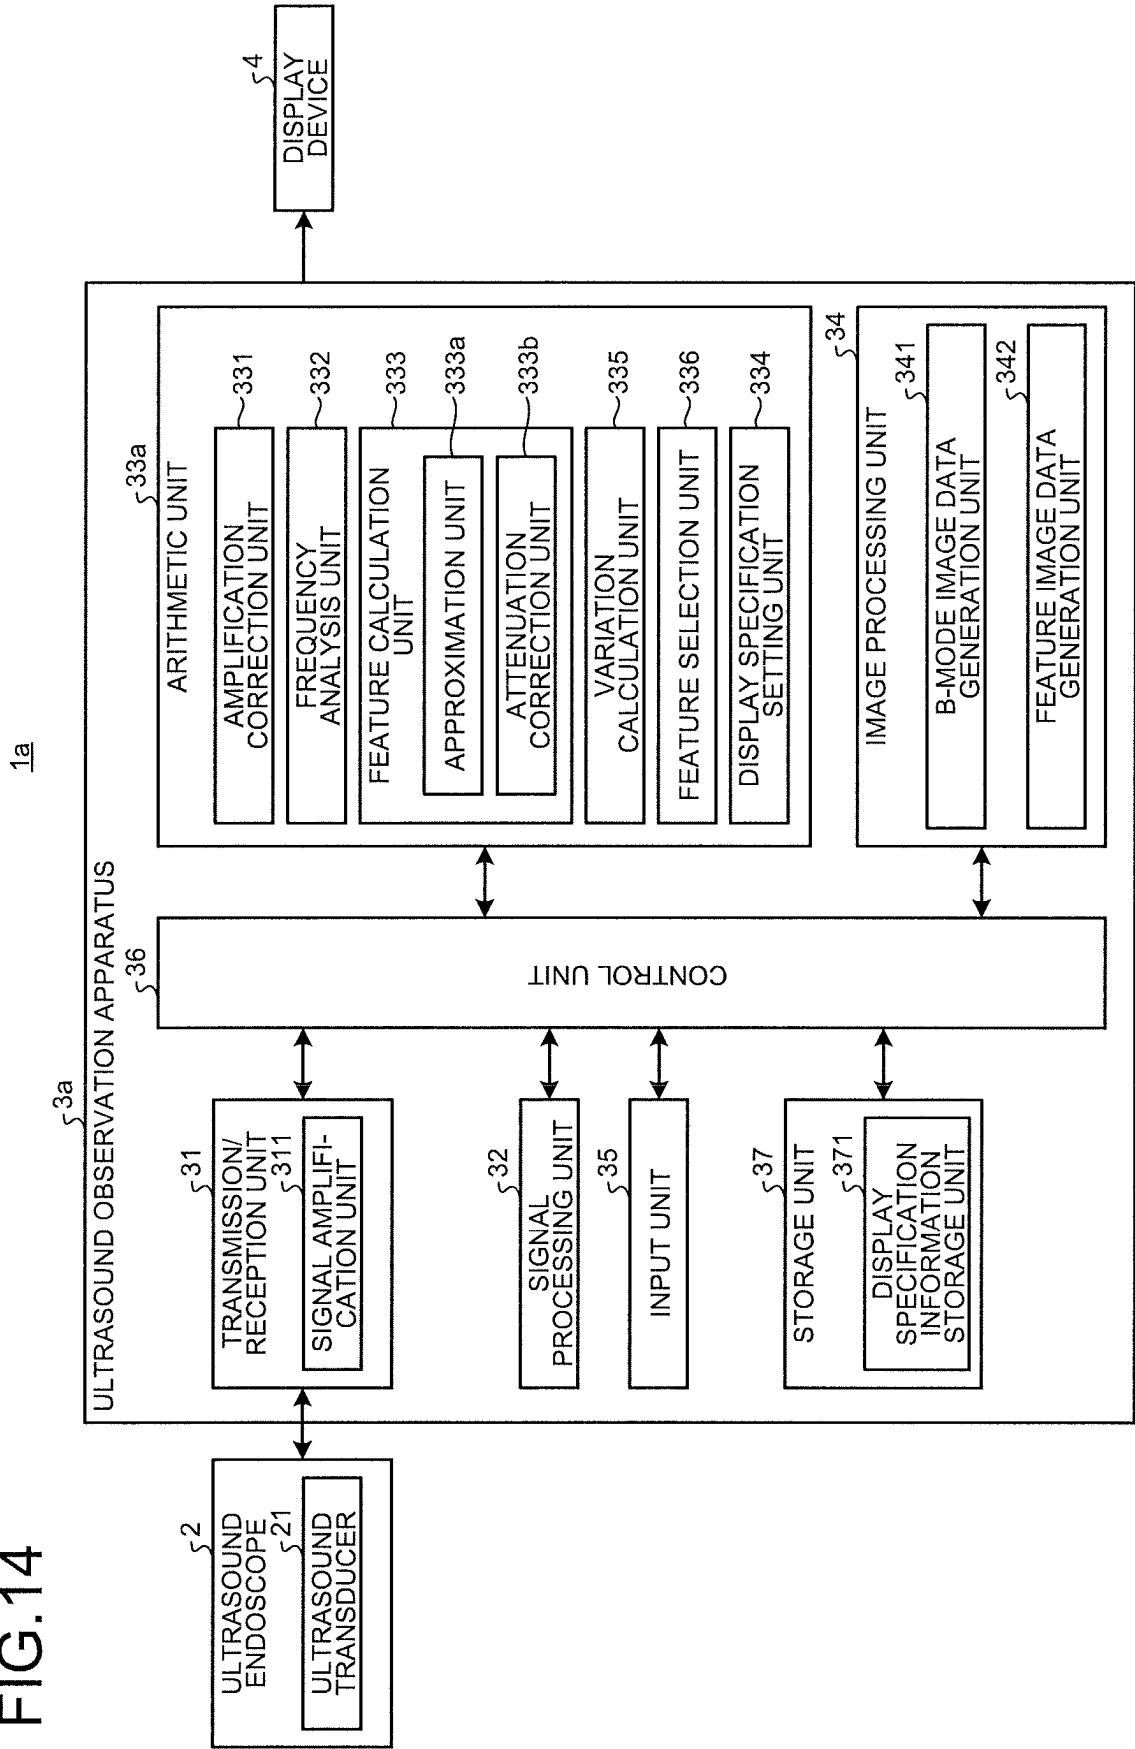 FIG.14
1a
3a
ULTRASOUND OBSERVATION APPARATUS
2
ULTRASOUND
ENDOSCOPE
21
ULTRASOUND
TRANSDUCER
31
TRANSMISSION/
RECEPTION UNIT
311
SIGNAL AMPLIFI-
CATION UNIT
32
SIGNAL
PROCESSING UNIT
35
INPUT UNIT
37
STORAGE UNIT
371
DISPLAY
SPECIFICATION
INFORMATION
STORAGE UNIT
36
CONTROL UNIT
33a
ARITHMETIC UNIT
AMPLIFICATION
CORRECTION UNIT
331
FREQUENCY
ANALYSIS UNIT
332
FEATURE CALCULATION
UNIT
333
APPROXIMATION UNIT
333a
ATTENUATION
CORRECTION UNIT
333b
VARIATION
CALCULATION UNIT
335
FEATURE SELECTION UNIT
336
DISPLAY SPECIFICATION
SETTING UNIT
334
34
IMAGE PROCESSING UNIT
341
B-MODE IMAGE DATA
GENERATION UNIT
342
FEATURE IMAGE DATA
GENERATION UNIT
4
DISPLAY
DEVICE